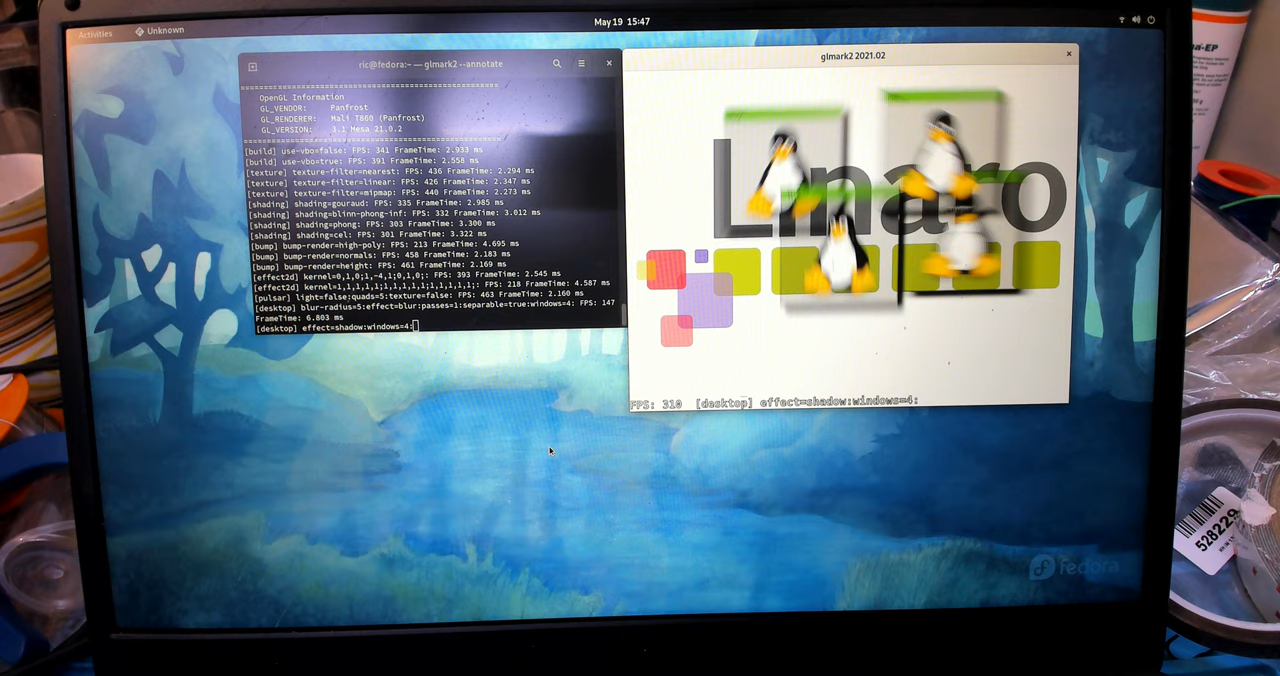 May 19 15:47
Activities
Unknown
ric@fedora:~ — glmark2 --annotate
glmark2 2021.02
=======================================================
OpenGL Information
GL_VENDOR: Panfrost
GL_RENDERER: Mali T860 (Panfrost)
GL_VERSION: 3.1 Mesa 21.0.2
=======================================================
[build] use-vbo=false: FPS: 341 FrameTime: 2.933 ms
[build] use-vbo=true: FPS: 391 FrameTime: 2.558 ms
[texture] texture-filter=nearest: FPS: 436 FrameTime: 2.294 ms
[texture] texture-filter=linear: FPS: 426 FrameTime: 2.347 ms
[texture] texture-filter=mipmap: FPS: 440 FrameTime: 2.273 ms
[shading] shading=gouraud: FPS: 335 FrameTime: 2.985 ms
[shading] shading=blinn-phong-inf: FPS: 332 FrameTime: 3.012 ms
[shading] shading=phong: FPS: 303 FrameTime: 3.300 ms
[shading] shading=cel: FPS: 301 FrameTime: 3.322 ms
[bump] bump-render=high-poly: FPS: 213 FrameTime: 4.695 ms
[bump] bump-render=normals: FPS: 458 FrameTime: 2.183 ms
[bump] bump-render=height: FPS: 461 FrameTime: 2.169 ms
[effect2d] kernel=0,1,0;1,-4,1;0,1,0;: FPS: 393 FrameTime: 2.545 ms
[effect2d] kernel=1,1,1,1,1;1,1,1,1,1;1,1,1,1,1;: FPS: 218 FrameTime: 4.587 ms
[pulsar] light=false:quads=5:texture=false: FPS: 463 FrameTime: 2.160 ms
[desktop] blur-radius=5:effect=blur:passes=1:separable=true:windows=4: FPS: 147
FrameTime: 6.803 ms
[desktop] effect=shadow:windows=4:
Linaro
FPS: 310 [desktop] effect=shadow:windows=4:
fedora
-EP
528229